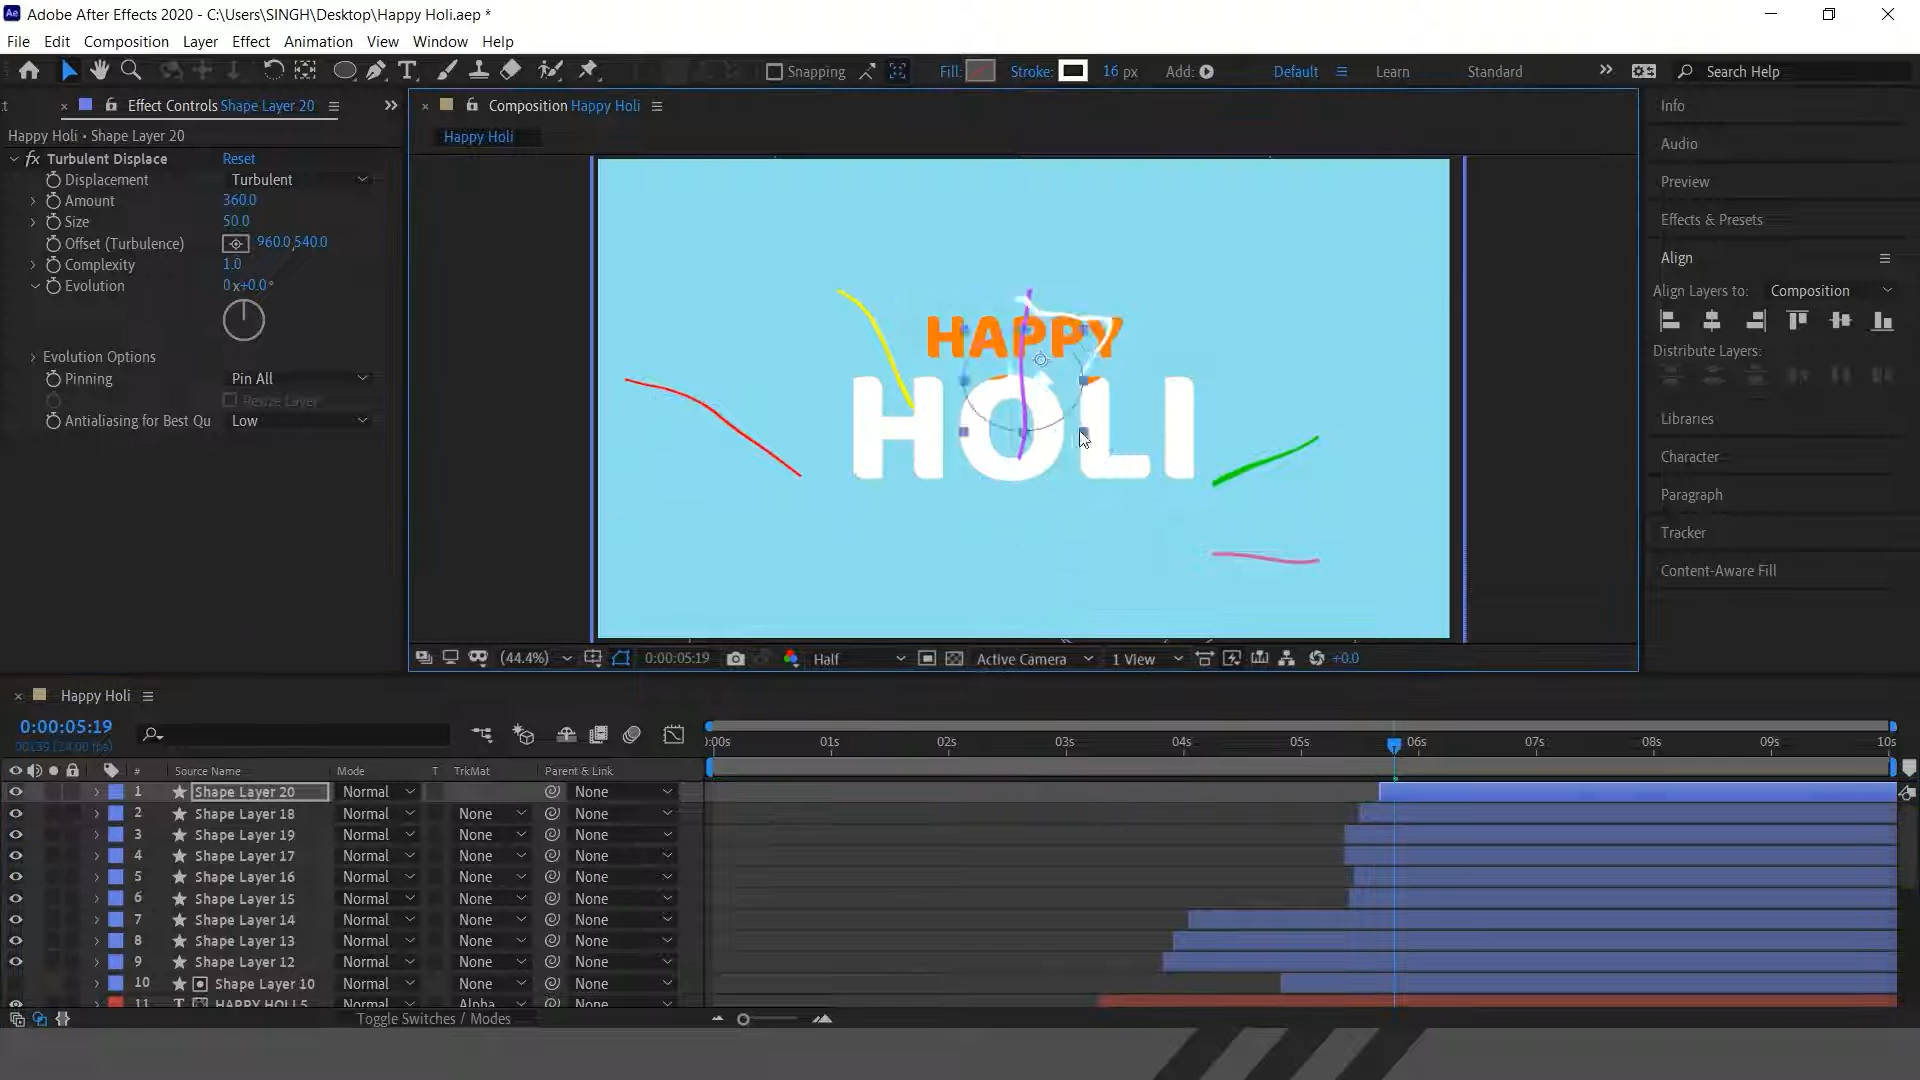 Adobe After Effects 2020 - C:\Users\SINGH\Desktop\Happy Holi.aep *
File Edit Composition Layer Effect Animation View Window Help
Snapping Fill: Stroke: 16 px Add: Default Learn Standard Search Help
Effect Controls Shape Layer 20
Composition Happy Holi
Happy Holi
Happy Holi • Shape Layer 20
fx Turbulent Displace Reset
Displacement Turbulent
Amount 360.0
Size 50.0
Offset (Turbulence) 960.0,540.0
Complexity 1.0
Evolution 0x+0.0°
Evolution Options
Pinning Pin All
Resize Layer
Antialiasing for Best Qu Low
HAPPY
HOLI
Info
Audio
Preview
Effects & Presets
Align
Align Layers to: Composition
Distribute Layers:
Libraries
Character
Paragraph
Tracker
Content-Aware Fill
(44.4%) 0:00:05:19 Half Active Camera 1 View +0.0
Happy Holi
0:00:05:19
0:00s 01s 02s 03s 04s 05s 06s 07s 08s 09s 10s
# Source Name Mode T TrkMat Parent & Link
1 Shape Layer 20 Normal None
2 Shape Layer 18 Normal None None
3 Shape Layer 19 Normal None None
4 Shape Layer 17 Normal None None
5 Shape Layer 16 Normal None None
6 Shape Layer 15 Normal None None
7 Shape Layer 14 Normal None None
8 Shape Layer 13 Normal None None
9 Shape Layer 12 Normal None None
10 Shape Layer 10 Normal None None
11 T HAPPY HOLI 5 Normal Alpha None
Toggle Switches / Modes